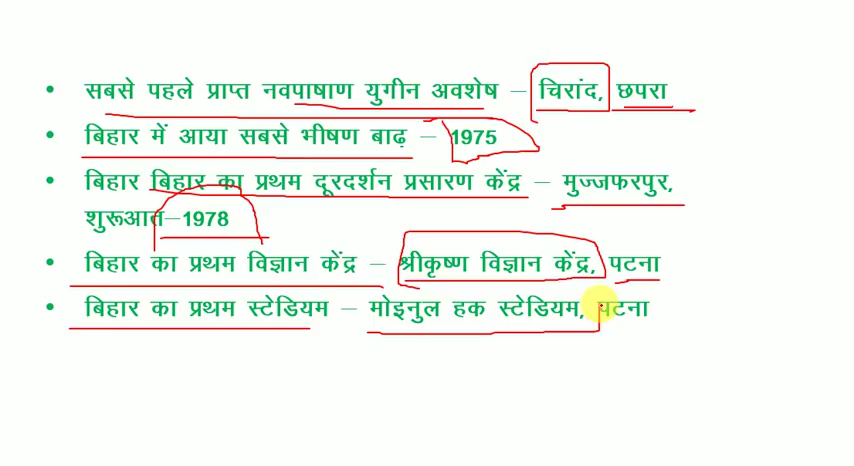 • सबसे पहले प्राप्त नवपाषाण युगीन अवशेष – चिरांद, छपरा
• बिहार में आया सबसे भीषण बाढ़ – 1975
• बिहार बिहार का प्रथम दूरदर्शन प्रसारण केंद्र – मुज्जफरपुर,
शुरूआत–1978
• बिहार का प्रथम विज्ञान केंद्र – श्रीकृष्ण विज्ञान केंद्र, पटना
• बिहार का प्रथम स्टेडियम – मोइनुल हक स्टेडियम, पटना